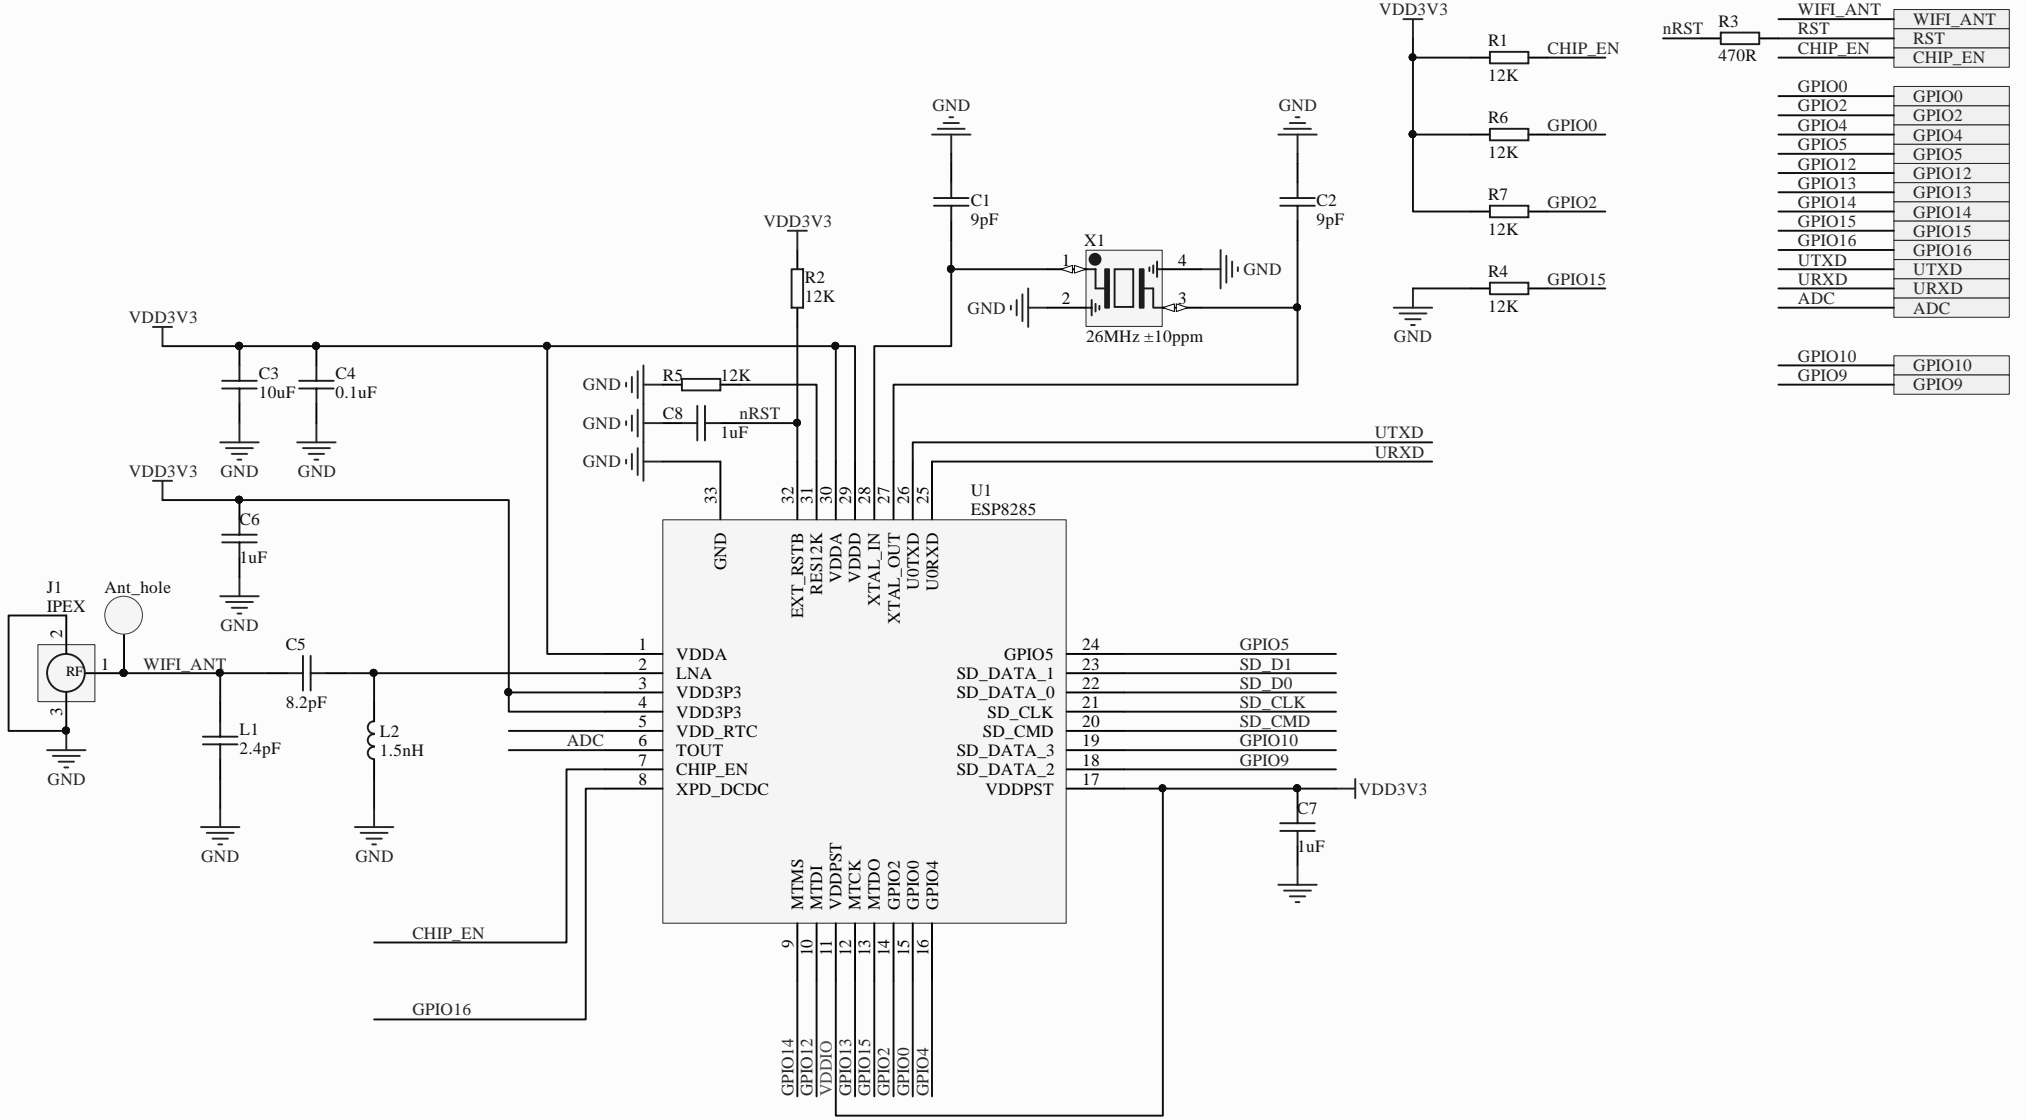 VDD3V3
R1
CHIP_EN
12K
R6
GPIO0
12K
R7
GPIO2
12K
R4
GPIO15
12K
GND
nRST
R3
470R
WIFI_ANT
WIFI_ANT
RST
RST
CHIP_EN
CHIP_EN
GPIO0
GPIO0
GPIO2
GPIO2
GPIO4
GPIO4
GPIO5
GPIO5
GPIO12
GPIO12
GPIO13
GPIO13
GPIO14
GPIO14
GPIO15
GPIO15
GPIO16
GPIO16
UTXD
UTXD
URXD
URXD
ADC
ADC
GPIO10
GPIO10
GPIO9
GPIO9
GND
C1
9pF
GND
C2
9pF
X1
1
4
GND
GND
2
3
26MHz ±10ppm
VDD3V3
R2
12K
VDD3V3
C3
10uF
C4
0.1uF
GND
GND
GND
R5
12K
GND
C8
nRST
1uF
GND
UTXD
URXD
VDD3V3
C6
1uF
GND
J1
IPEX
Ant_hole
2
RF
1
3
GND
WIFI_ANT
C5
8.2pF
L1
2.4pF
GND
L2
1.5nH
GND
U1
ESP8285
33
32
31
30
29
28
27
26
25
GND
EXT_RSTB
RES12K
VDDA
VDDD
XTAL_IN
XTAL_OUT
U0TXD
U0RXD
1
VDDA
2
LNA
3
VDD3P3
4
VDD3P3
5
VDD_RTC
ADC
6
TOUT
7
CHIP_EN
8
XPD_DCDC
GPIO5
24
GPIO5
SD_DATA_1
23
SD_D1
SD_DATA_0
22
SD_D0
SD_CLK
21
SD_CLK
SD_CMD
20
SD_CMD
SD_DATA_3
19
GPIO10
SD_DATA_2
18
GPIO9
VDDPST
17
VDD3V3
C7
1uF
MTMS
MTDI
VDDPST
MTCK
MTDO
GPIO2
GPIO0
GPIO4
9
10
11
12
13
14
15
16
GPIO14
GPIO12
VDDIO
GPIO13
GPIO15
GPIO2
GPIO0
GPIO4
CHIP_EN
GPIO16